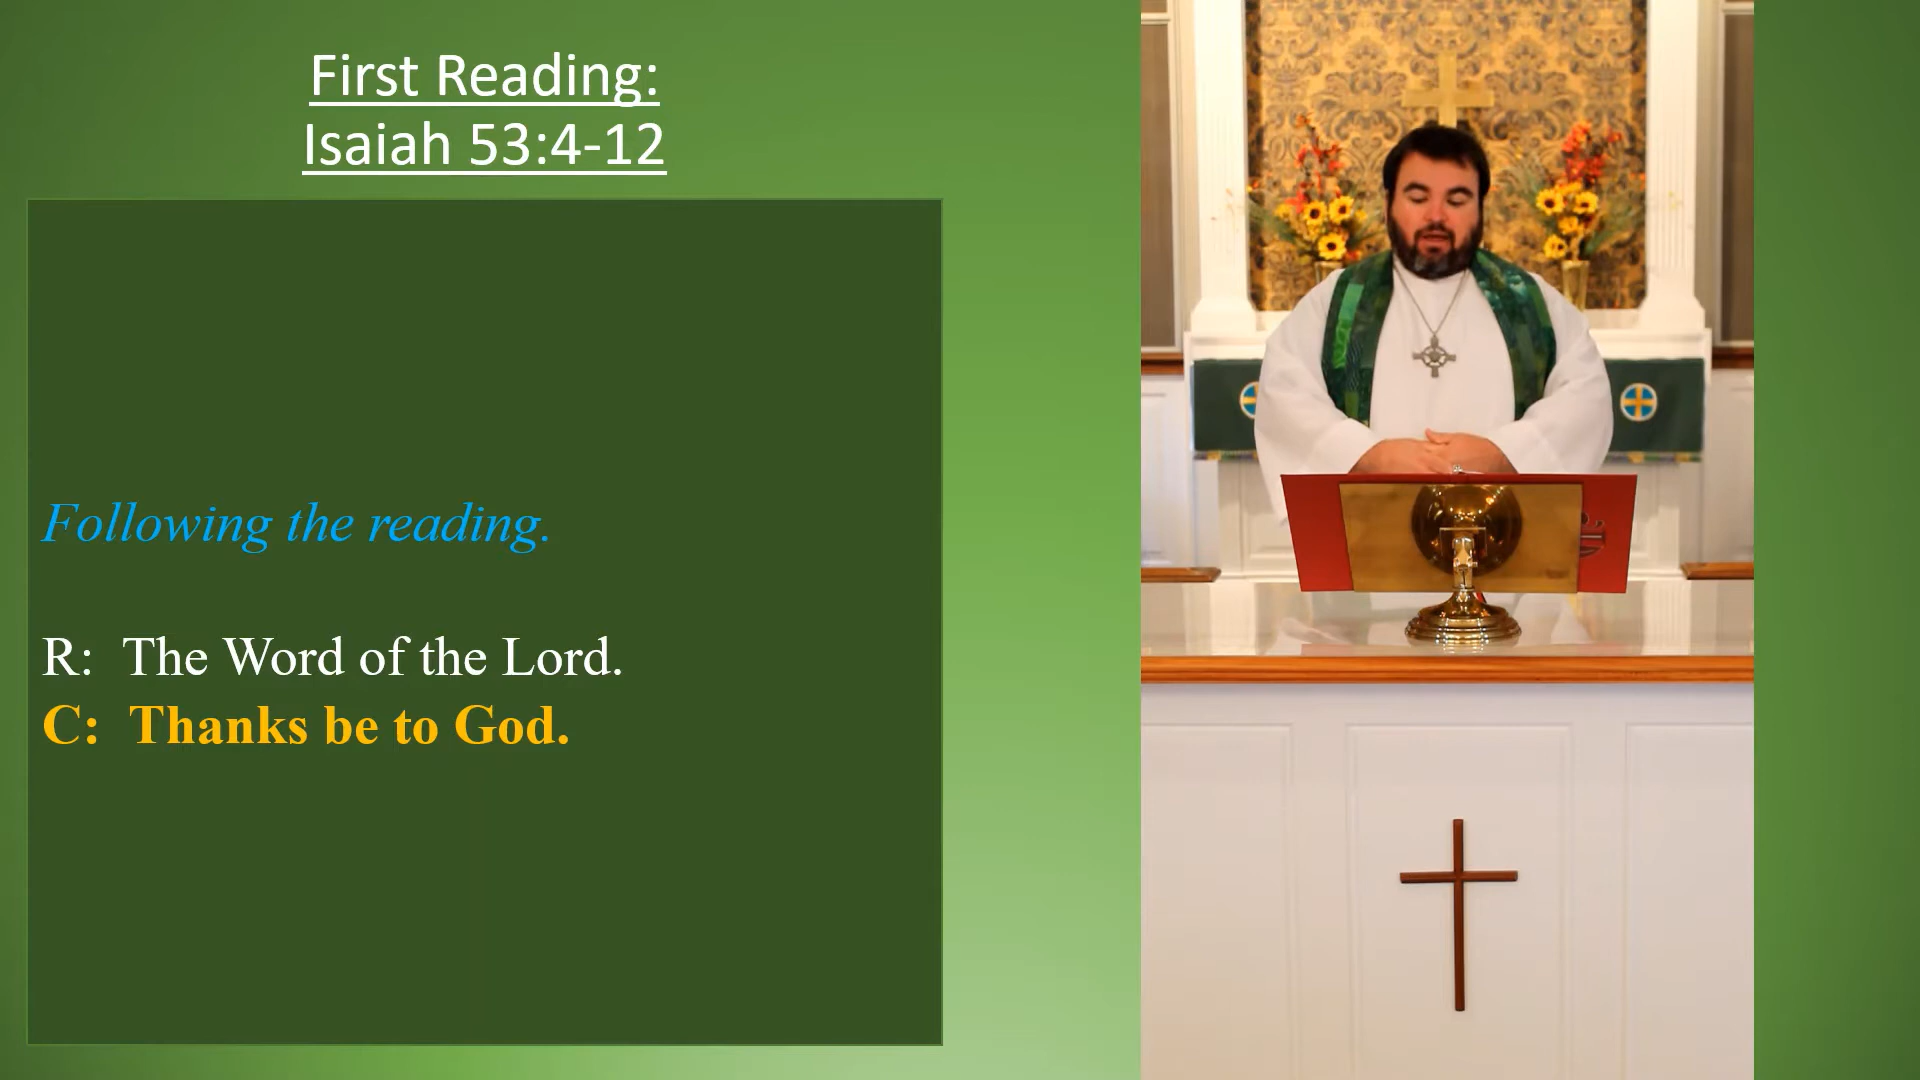 First Reading:
Isaiah 53:4-12
Following the reading.
R: The Word of the Lord.
C: Thanks be to God.